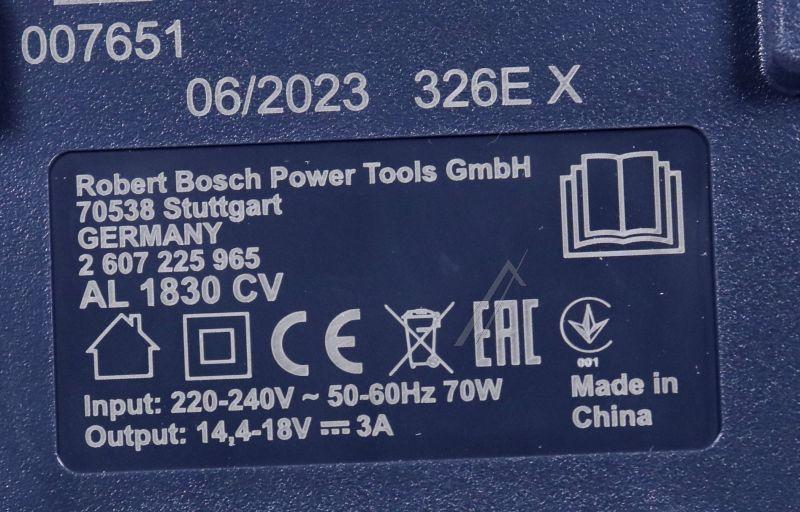 007651
06/2023 326E X
Robert Bosch Power Tools GmbH
70538 Stuttgart
GERMANY
2 607 225 965
AL 1830 CV
CE EAC
001
Input: 220-240V ~ 50-60Hz 70W
Output: 14,4-18V ⎓ 3A
Made in
China